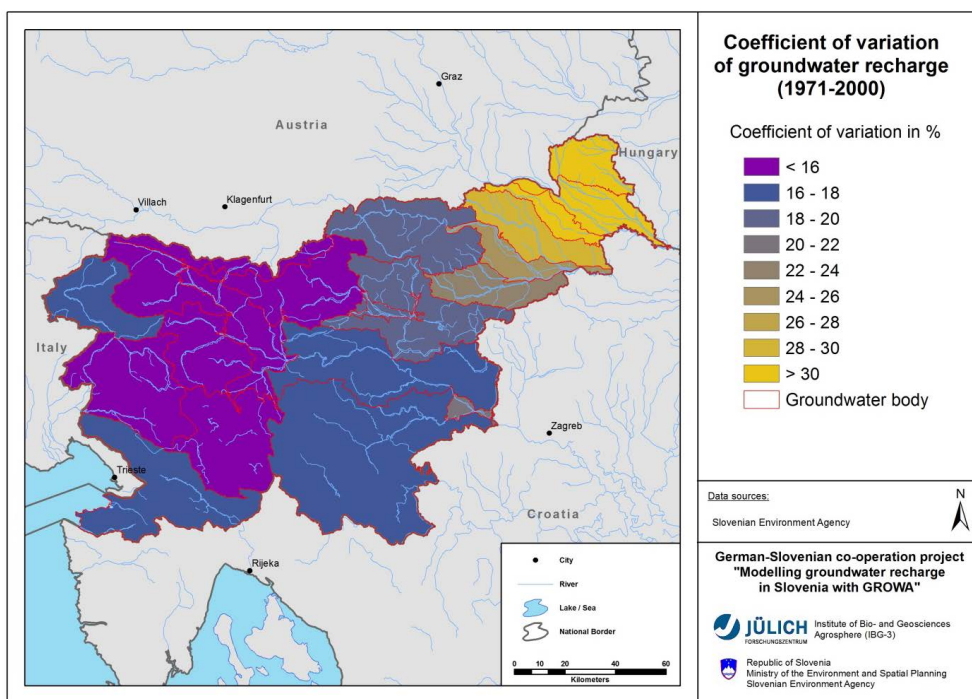 Coefficient of variation
of groundwater recharge
(1971-2000)
Coefficient of variation in %
< 16
16 - 18
18 - 20
20 - 22
22 - 24
24 - 26
26 - 28
28 - 30
> 30
Groundwater body
Graz
Austria
Hungary
Villach
Klagenfurt
Italy
Zagreb
Trieste
Croatia
Rijeka
City
River
Lake / Sea
National Border
0 10 20 40 60
Kilometers
Data sources:
N
Slovenian Environment Agency
German-Slovenian co-operation project
"Modelling groundwater recharge
in Slovenia with GROWA"
JÜLICH
FORSCHUNGSZENTRUM
Institute of Bio- and Geosciences
Agrosphere (IBG-3)
Republic of Slovenia
Ministry of the Environment and Spatial Planning
Slovenian Environment Agency